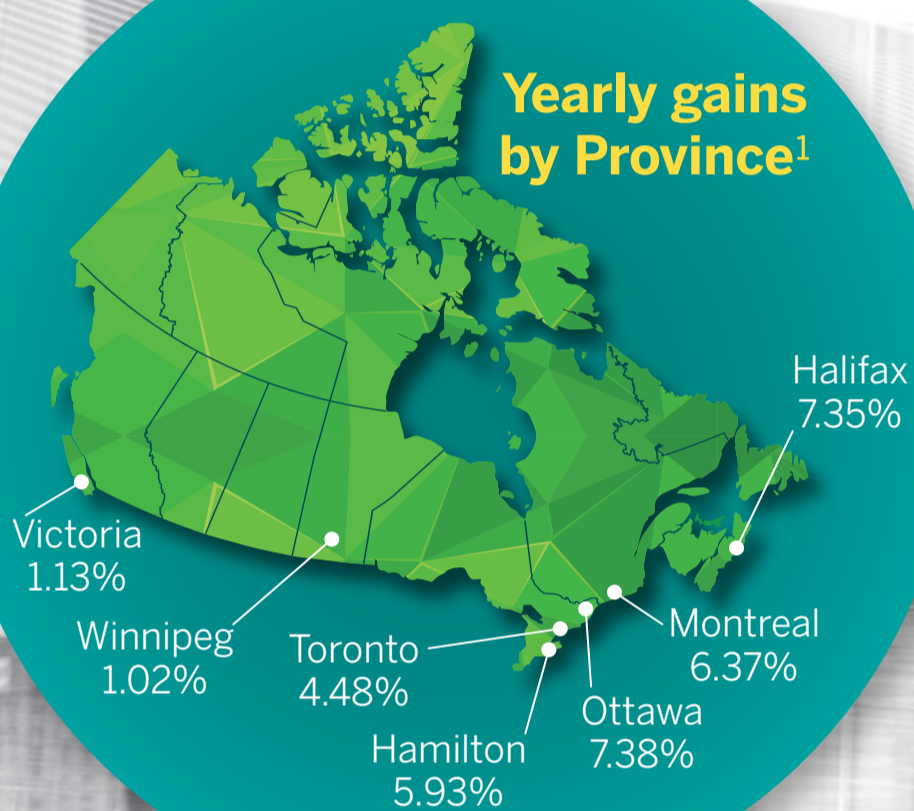 Yearly gains
by Province¹
Halifax
7.35%
Victoria
1.13%
Winnipeg
1.02%
Toronto
4.48%
Montreal
6.37%
Ottawa
7.38%
Hamilton
5.93%